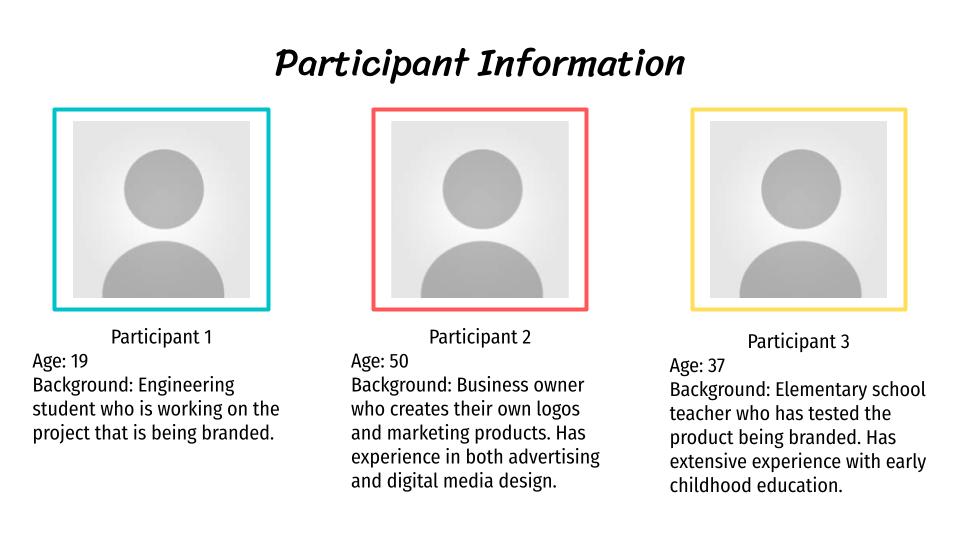 Participant Information
Participant 1
Age: 19
Background: Engineering
student who is working on the
project that is being branded.
Participant 2
Age: 50
Background: Business owner
who creates their own logos
and marketing products. Has
experience in both advertising
and digital media design.
Participant 3
Age: 37
Background: Elementary school
teacher who has tested the
product being branded. Has
extensive experience with early
childhood education.